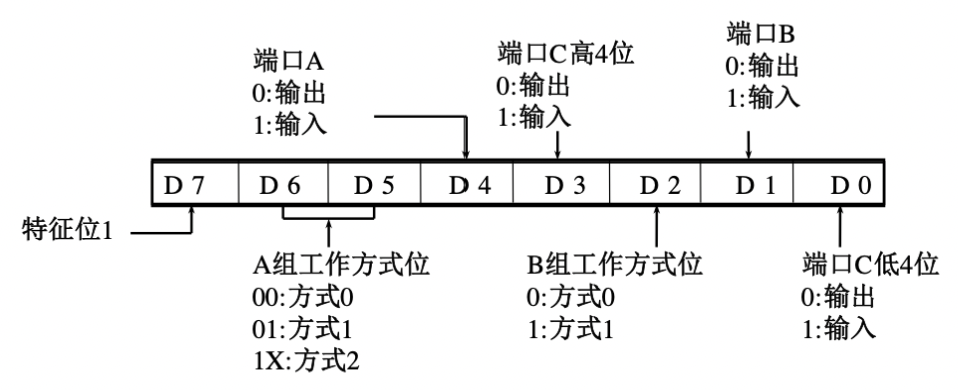 端口A
0:输出
1:输入
端口C高4位
0:输出
1:输入
端口B
0:输出
1:输入
D 7 D 6 D 5 D 4 D 3 D 2 D 1 D 0
特征位1
A组工作方式位
00:方式0
01:方式1
1X:方式2
B组工作方式位
0:方式0
1:方式1
端口C低4位
0:输出
1:输入